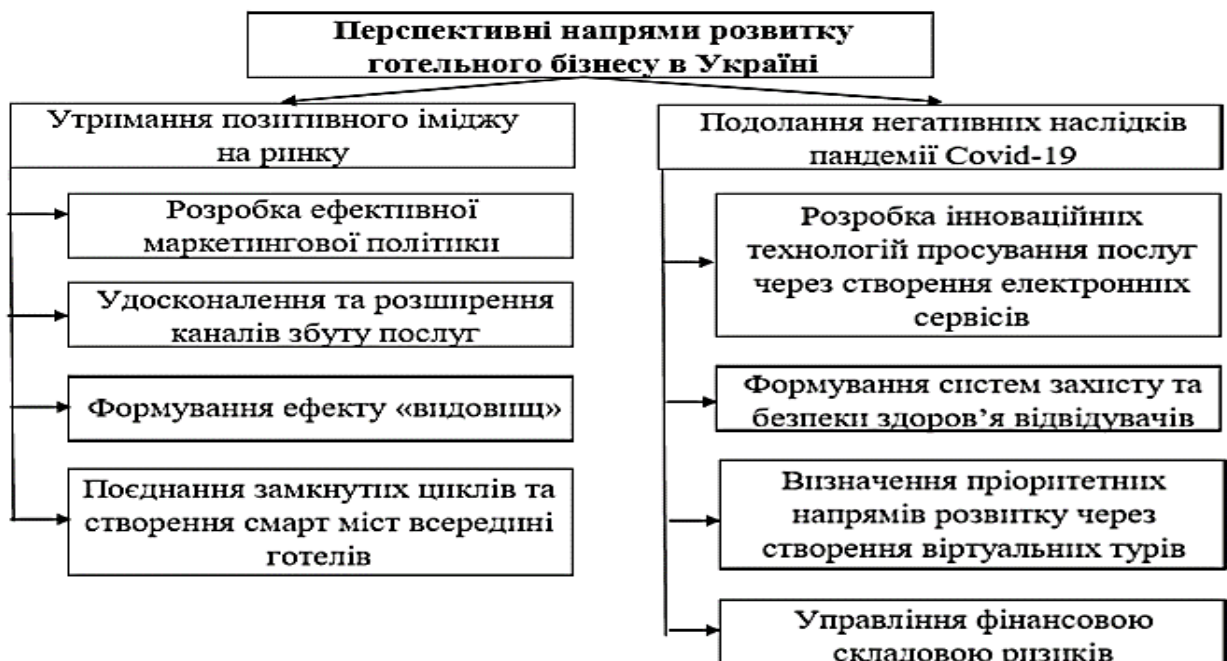 Перспективні напрями розвитку
готельного бізнесу в Україні
Утримання позитивного іміджу
на ринку
Розробка ефективної
маркетингової політики
Удосконалення та розширення
каналів збуту послуг
Формування ефекту «видовищ»
Поєднання замкнутих циклів та
створення смарт міст всередині
готелів
Подолання негативних наслідків
пандемії Covid-19
Розробка інноваційних
технологій просування послуг
через створення електронних
сервісів
Формування систем захисту та
безпеки здоров’я відвідувачів
Визначення пріоритетних
напрямів розвитку через
створення віртуальних турів
Управління фінансовою
складовою ризиків